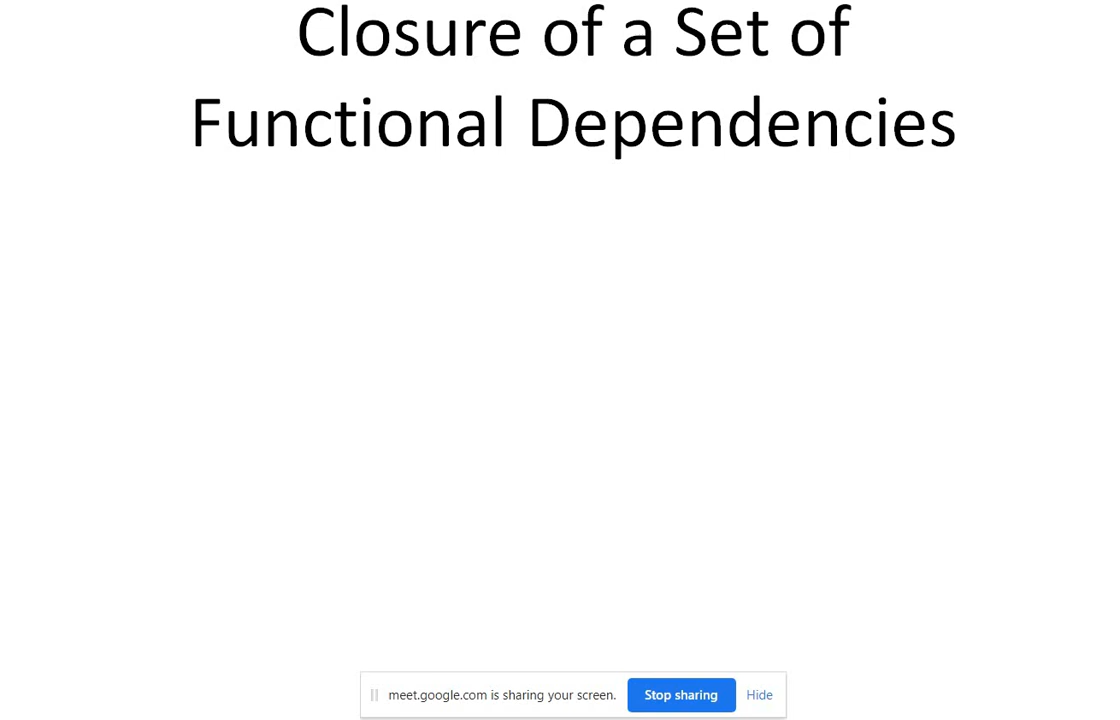 Closure of a Set of
Functional Dependencies
meet.google.com is sharing your screen. Stop sharing Hide